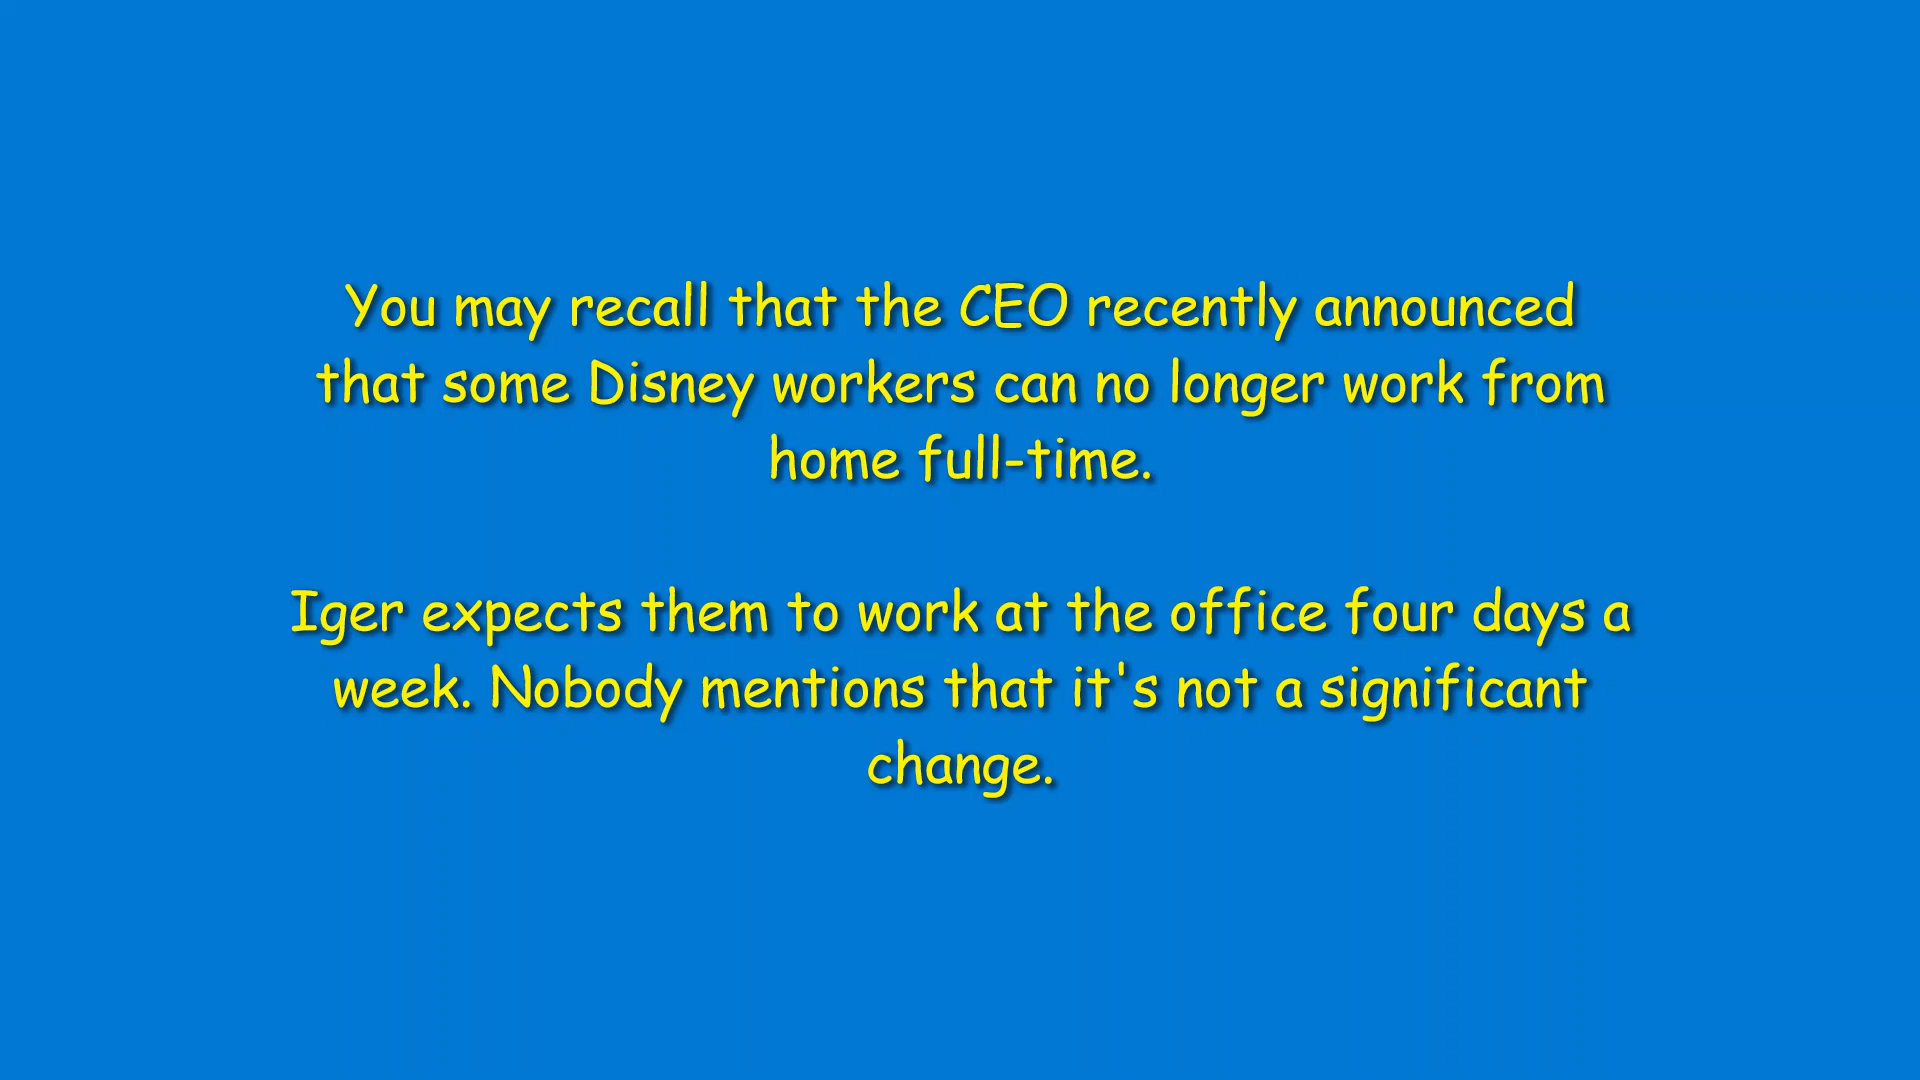 You may recall that the CEO recently announced
that some Disney workers can no longer work from
home full-time.
Iger expects them to work at the office four days a
week. Nobody mentions that it's not a significant
change.